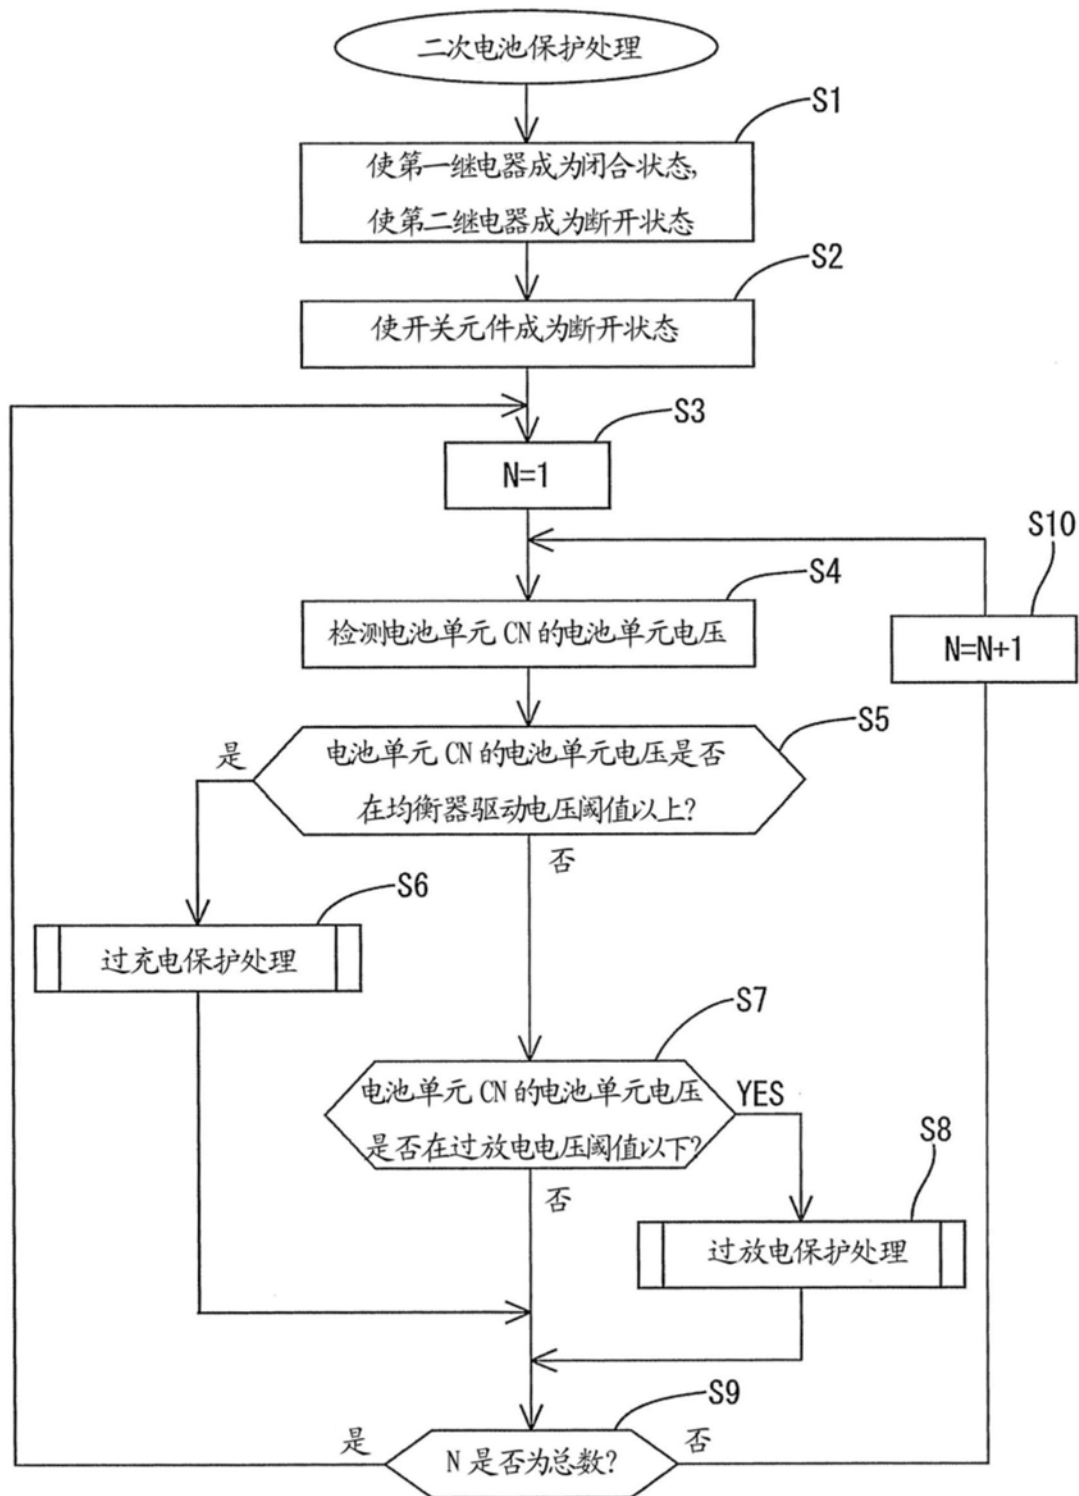 二次电池保护处理
S1
使第一继电器成为闭合状态,
使第二继电器成为断开状态
S2
使开关元件成为断开状态
S3
N=1
S10
S4
检测电池单元 CN 的电池单元电压
N=N+1
S5
是
电池单元 CN 的电池单元电压是否
在均衡器驱动电压阈值以上?
否
S6
过充电保护处理
S7
电池单元 CN 的电池单元电压
YES
是否在过放电电压阈值以下?
S8
否
过放电保护处理
S9
是
N 是否为总数?
否